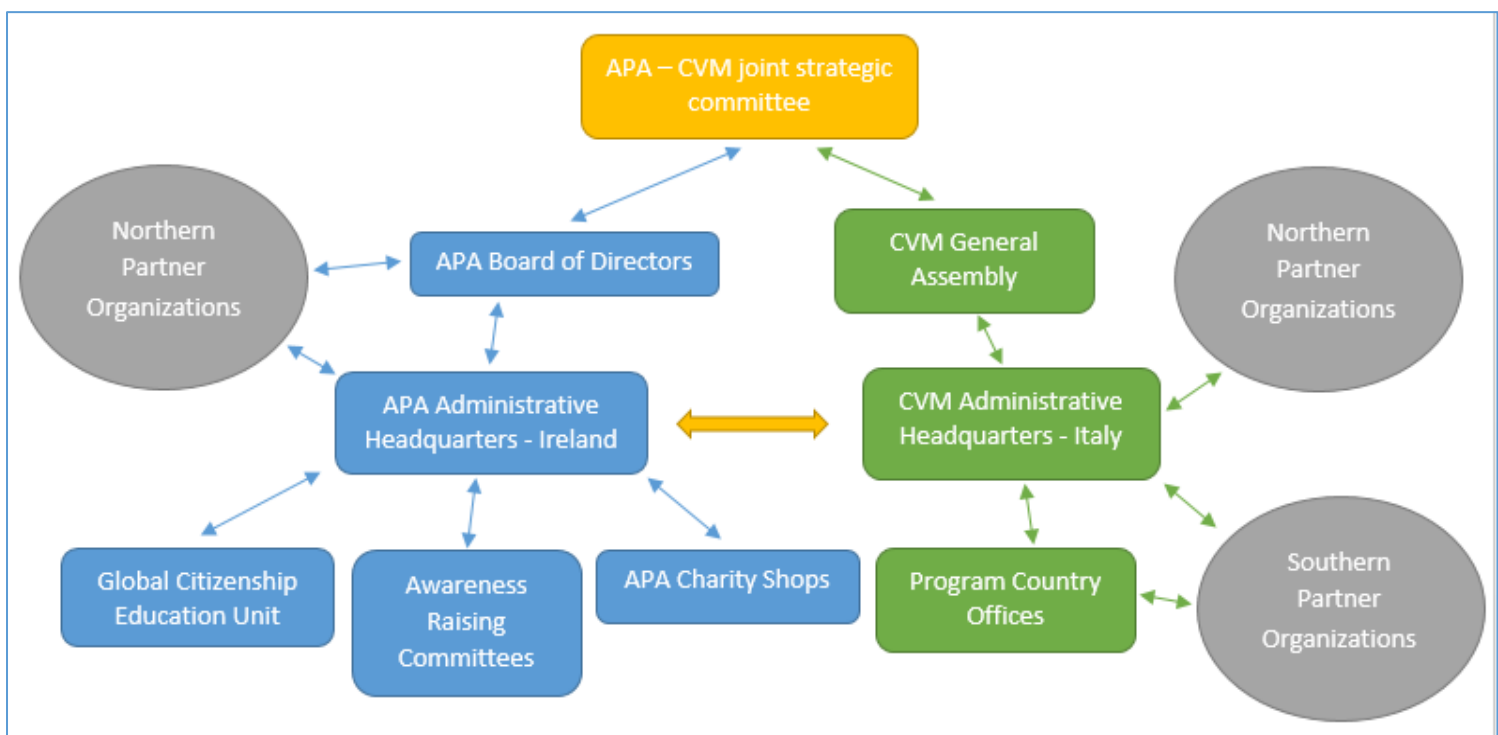 APA – CVM joint strategic
committee
Northern
Partner
Organizations
APA Board of Directors
CVM General
Assembly
Northern
Partner
Organizations
APA Administrative
Headquarters - Ireland
CVM Administrative
Headquarters - Italy
Global Citizenship
Education Unit
Awareness
Raising
Committees
APA Charity Shops
Program Country
Offices
Southern
Partner
Organizations